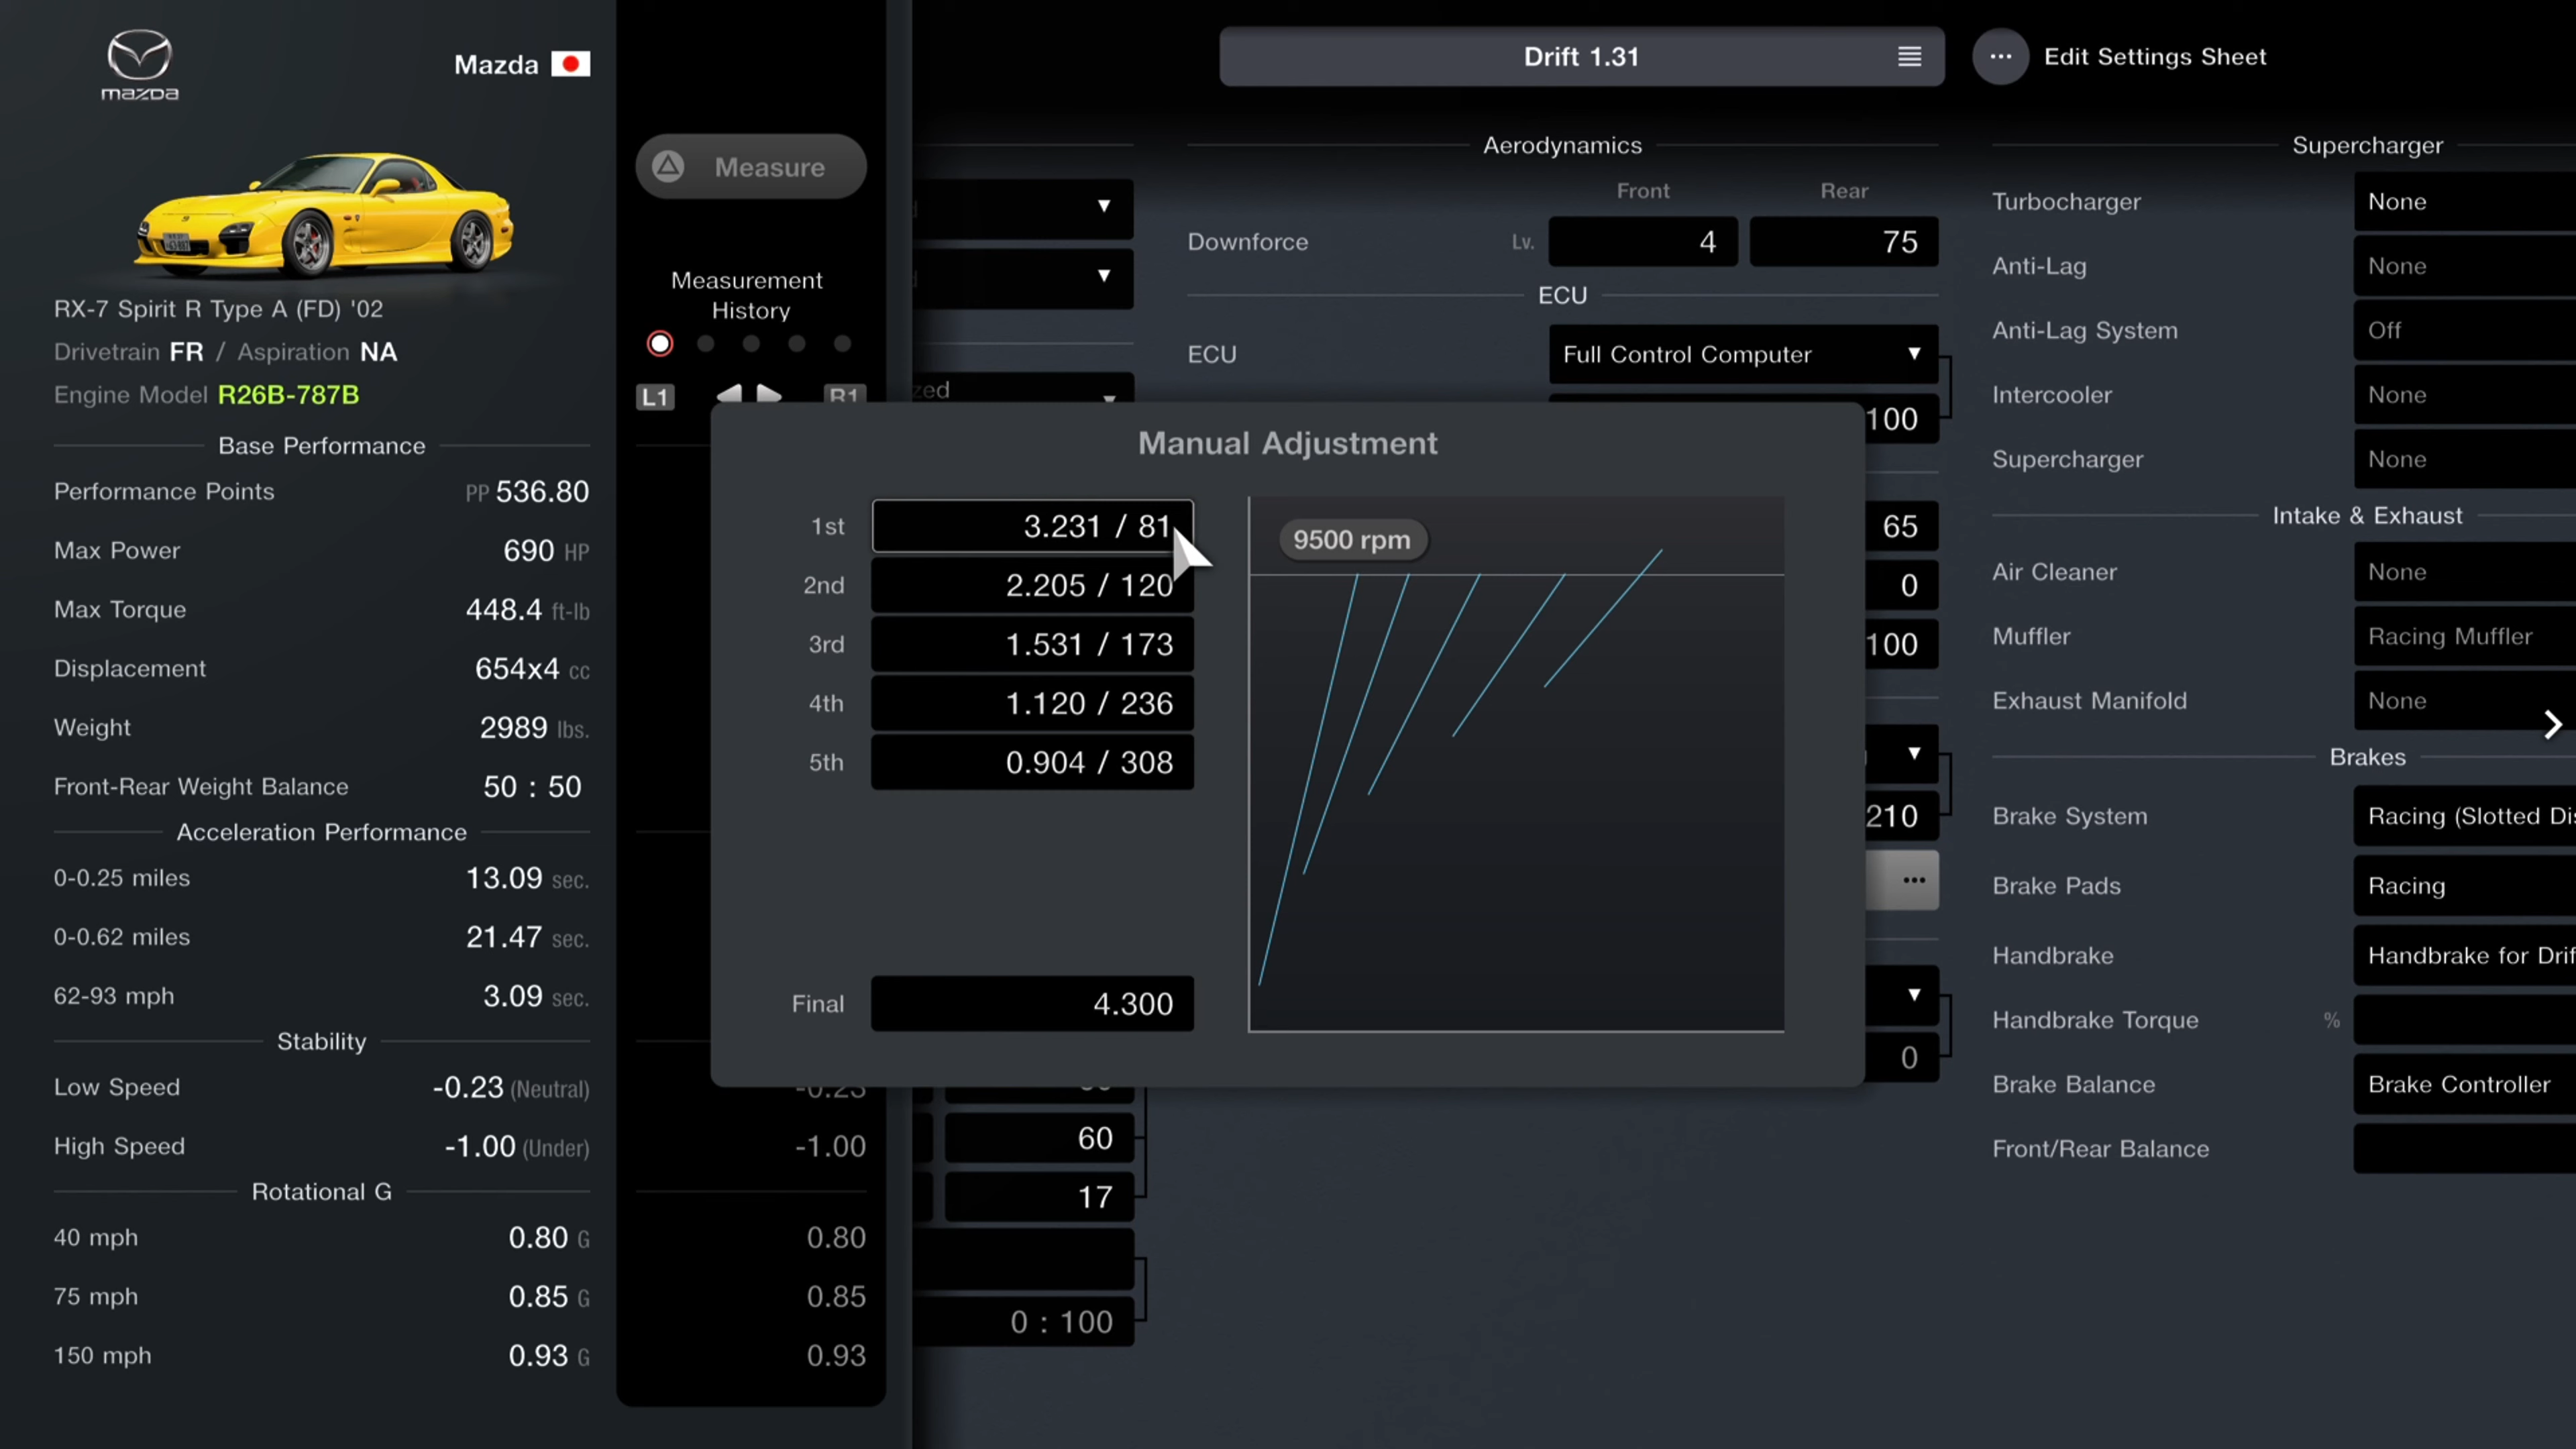 mazda
Mazda
RX-7 Spirit R Type A (FD) '02
Drivetrain FR / Aspiration NA
Engine Model R26B-787B
Base Performance
Performance Points PP 536.80
Max Power 690 HP
Max Torque 448.4 ft-lb
Displacement 654x4 cc
Weight 2989 lbs.
Front-Rear Weight Balance 50 : 50
Acceleration Performance
0-0.25 miles 13.09 sec.
0-0.62 miles 21.47 sec.
62-93 mph 3.09 sec.
Stability
Low Speed -0.23 (Neutral)
High Speed -1.00 (Under)
Rotational G
40 mph 0.80 G
75 mph 0.85 G
150 mph 0.93 G
Measure
Measurement
History
L1 R1
-0.23
-1.00
0.80
0.85
0.93
Drift 1.31
Edit Settings Sheet
zed
60
17
0 : 100
Aerodynamics
Front Rear
Downforce Lv. 4 75
ECU
ECU Full Control Computer
100
65
0
100
210
0
Manual Adjustment
1st 3.231 / 81
2nd 2.205 / 120
3rd 1.531 / 173
4th 1.120 / 236
5th 0.904 / 308
Final 4.300
9500 rpm
Supercharger
Turbocharger None
Anti-Lag None
Anti-Lag System Off
Intercooler None
Supercharger None
Intake & Exhaust
Air Cleaner None
Muffler Racing Muffler
Exhaust Manifold None
Brakes
Brake System Racing (Slotted Dis
Brake Pads Racing
Handbrake Handbrake for Drif
Handbrake Torque %
Brake Balance Brake Controller
Front/Rear Balance